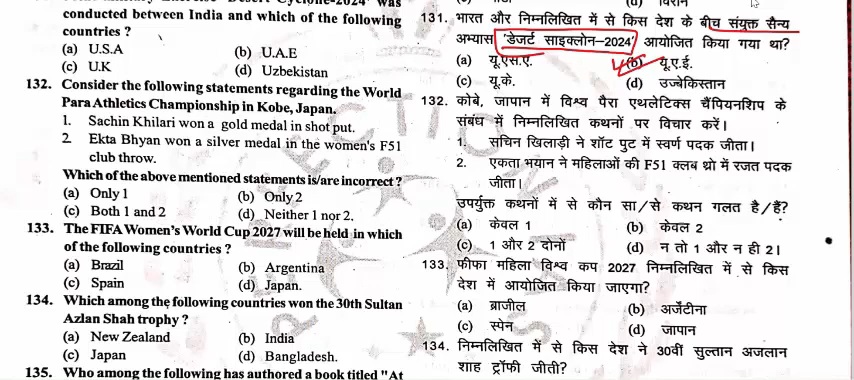 conducted between India and which of the following
countries ?
(a) U.S.A (b) U.A.E
(c) U.K (d) Uzbekistan
132. Consider the following statements regarding the World
Para Athletics Championship in Kobe, Japan.
1. Sachin Khilari won a gold medal in shot put.
2. Ekta Bhyan won a silver medal in the women's F51
club throw.
Which of the above mentioned statements is/are incorrect ?
(a) Only 1 (b) Only 2
(c) Both 1 and 2 (d) Neither 1 nor 2.
133. The FIFA Women's World Cup 2027 will be held in which
of the following countries ?
(a) Brazil (b) Argentina
(c) Spain (d) Japan.
134. Which among the following countries won the 30th Sultan
Azlan Shah trophy ?
(a) New Zealand (b) India
(c) Japan (d) Bangladesh.
135. Who among the following has authored a book titled "At
131. भारत और निम्नलिखित में से किस देश के बीच संयुक्त सैन्य
अभ्यास 'डेजर्ट साइक्लोन-2024' आयोजित किया गया था?
(a) यू.एस.ए. (b) यू.ए.ई.
(c) यू.के. (d) उज्बेकिस्तान
132. कोबे, जापान में विश्व पैरा एथलेटिक्स चैंपियनशिप के
संबंध में निम्नलिखित कथनों पर विचार करें।
1. सचिन खिलाड़ी ने शॉट पुट में स्वर्ण पदक जीता।
2. एकता भयान ने महिलाओं की F51 क्लब थ्रो में रजत पदक
जीता।
उपर्युक्त कथनों में से कौन सा/से कथन गलत है/हैं?
(a) केवल 1 (b) केवल 2
(c) 1 और 2 दोनों (d) न तो 1 और न ही 2।
133. फीफा महिला विश्व कप 2027 निम्नलिखित में से किस
देश में आयोजित किया जाएगा?
(a) ब्राजील (b) अर्जेंटीना
(c) स्पेन (d) जापान
134. निम्नलिखित में से किस देश ने 30वीं सुल्तान अजलान
शाह ट्रॉफी जीती?